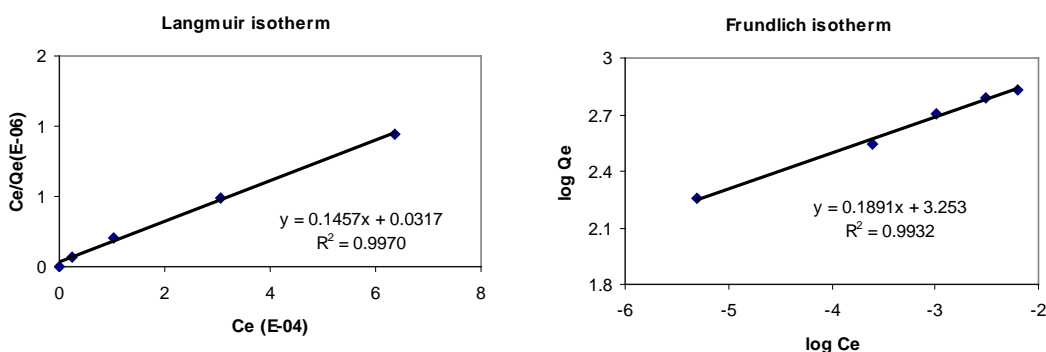 Langmuir isotherm
2
1
1
0
0
2
4
6
8
Ce/Qe(E-06)
Ce (E-04)
y = 0.1457x + 0.0317
R² = 0.9970
Frundlich isotherm
3
2.7
2.4
2.1
1.8
-6
-5
-4
-3
-2
log Qe
log Ce
y = 0.1891x + 3.253
R² = 0.9932